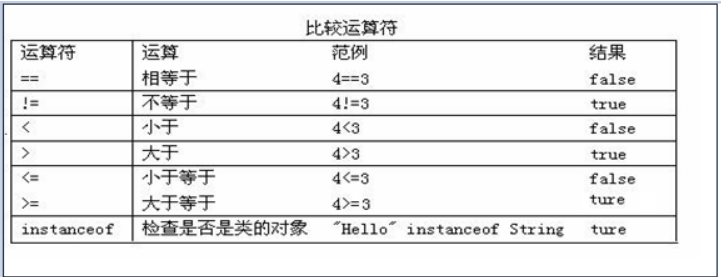 比较运算符
运算符 运算 范例 结果
== 相等于 4==3 false
!= 不等于 4!=3 true
< 小于 4<3 false
> 大于 4>3 true
<= 小于等于 4<=3 false
>= 大于等于 4>=3 ture
instanceof 检查是否是类的对象 "Hello" instanceof String ture